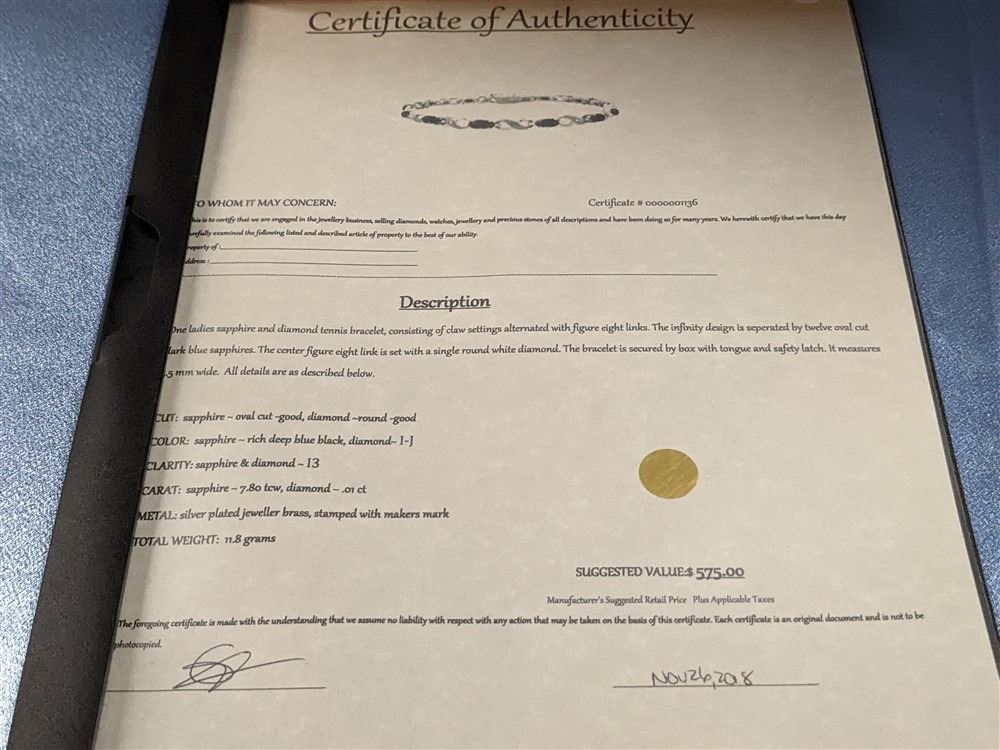 Certificate of Authenticity
TO WHOM IT MAY CONCERN:
Certificate # 0000001136
his is to certify that we are engaged in the jewellery business, selling diamonds, watches, jewellery and precious stones of all descriptions and have been doing so for many years. We herewith certify that we have this day
refully examined the following listed and described article of property to the best of our ability.
roperty of :
ddress :
Description
One ladies sapphire and diamond tennis bracelet, consisting of claw settings alternated with figure eight links. The infinity design is seperated by twelve oval cut
dark blue sapphires. The center figure eight link is set with a single round white diamond. The bracelet is secured by box with tongue and safety latch. It measures
.5 mm wide. All details are as described below.
CUT: sapphire ~ oval cut -good, diamond ~round -good
COLOR: sapphire ~ rich deep blue black, diamond~ I-J
CLARITY: sapphire & diamond ~ I3
CARAT: sapphire ~ 7.80 tcw, diamond ~ .01 ct
METAL: silver plated jeweller brass, stamped with makers mark
TOTAL WEIGHT: 11.8 grams
SUGGESTED VALUE:$ 575.00
Manufacturer's Suggested Retail Price Plus Applicable Taxes
The foregoing certificate is made with the understanding that we assume no liability with respect with any action that may be taken on the basis of this certificate. Each certificate is an original document and is not to be
photocopied.
NOV 26, 2018